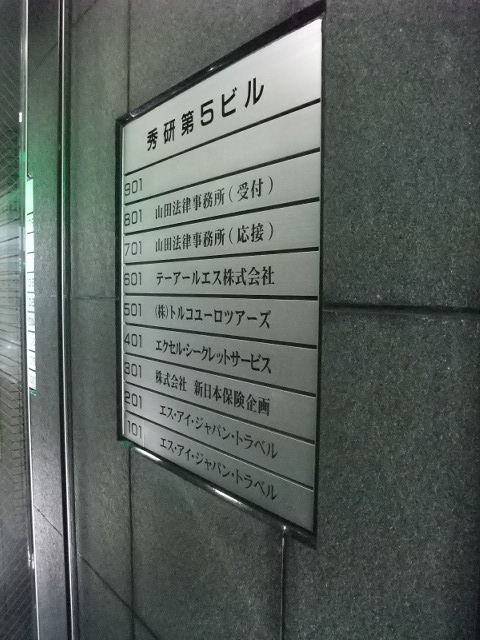 秀研第5ビル
901
801 山田法律事務所(受付)
701 山田法律事務所(応接)
601 テーアールエス株式会社
501 (株)トルコユーロツアーズ
401 エクセル・シークレットサービス
301 株式会社 新日本保険企画
201 エス・アイ・ジャパン・トラベル
101 エス・アイ・ジャパン・トラベル